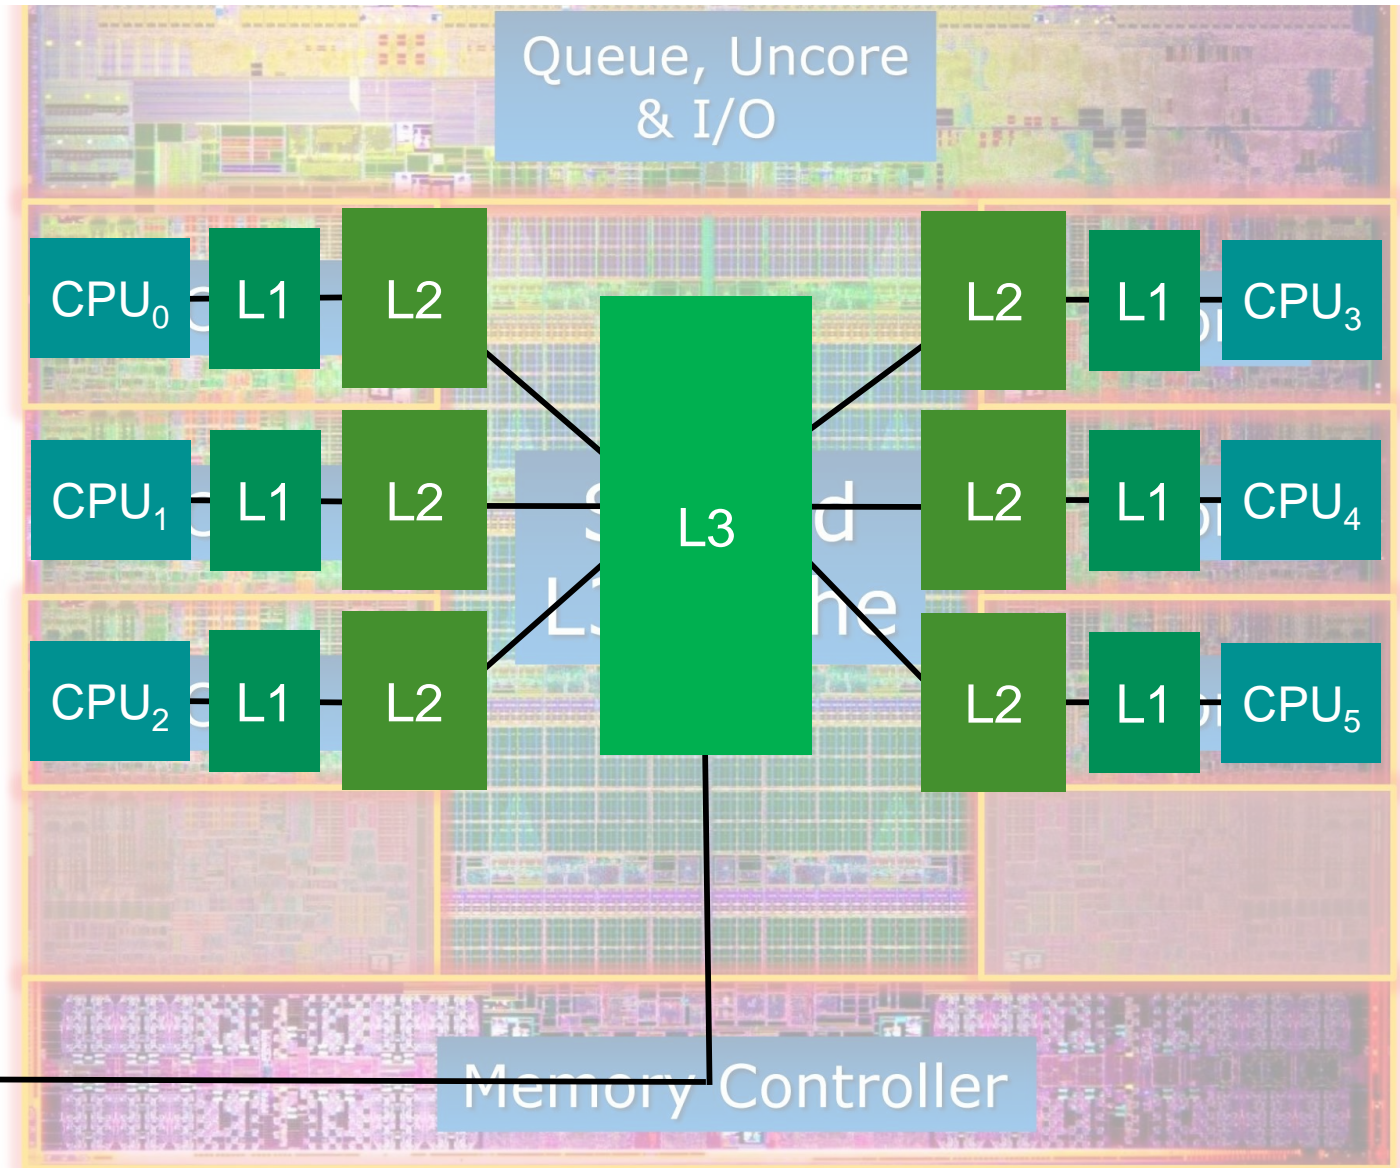 Queue, Uncore
& I/O
CPU₀ L1 L2 L2 L1 CPU₃
CPU₁ L1 L2 L3 L2 L1 CPU₄
CPU₂ L1 L2 L2 L1 CPU₅
Memory Controller